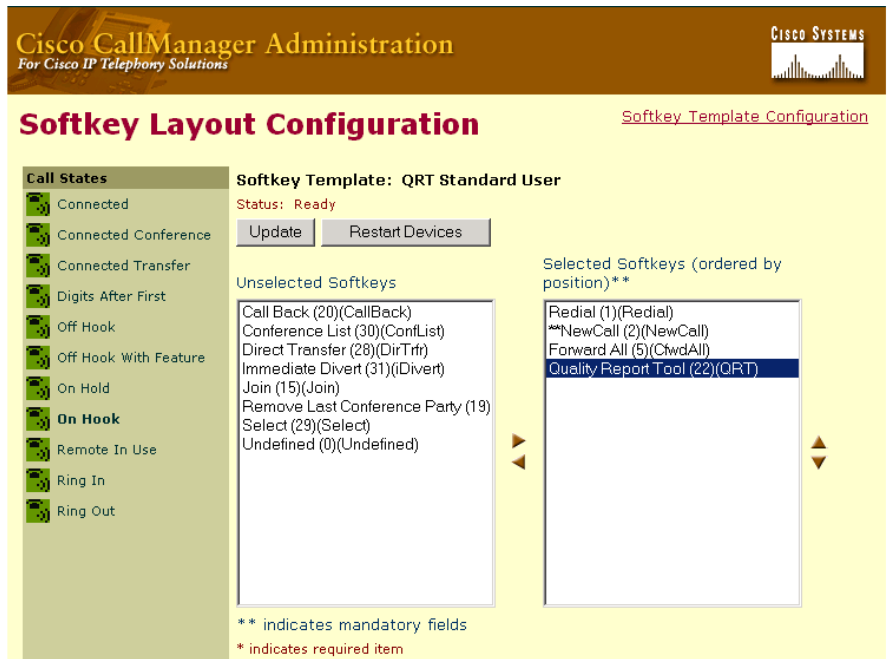 Cisco CallManager Administration
For Cisco IP Telephony Solutions
CISCO SYSTEMS
Softkey Layout Configuration
Softkey Template Configuration
Call States
Connected
Connected Conference
Connected Transfer
Digits After First
Off Hook
Off Hook With Feature
On Hold
On Hook
Remote In Use
Ring In
Ring Out
Softkey Template: QRT Standard User
Status: Ready
Update
Restart Devices
Unselected Softkeys
Call Back (20)(CallBack)
Conference List (30)(ConfList)
Direct Transfer (28)(DirTrfr)
Immediate Divert (31)(iDivert)
Join (15)(Join)
Remove Last Conference Party (19)
Select (29)(Select)
Undefined (0)(Undefined)
Selected Softkeys (ordered by
position)**
Redial (1)(Redial)
**NewCall (2)(NewCall)
Forward All (5)(CfwdAll)
Quality Report Tool (22)(QRT)
** indicates mandatory fields
* indicates required item